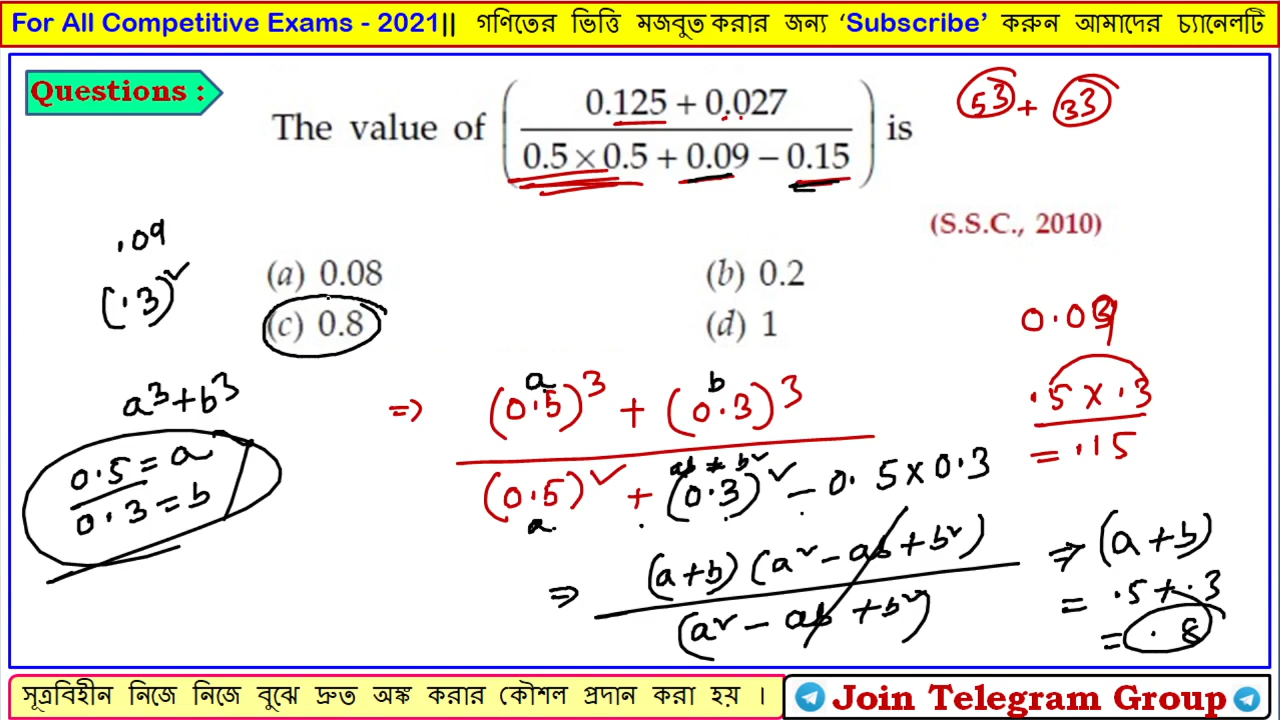 For All Competitive Exams - 2021|| গণিতের ভিত্তি মজবুত করার জন্য ‘Subscribe’ করুন আমাদের চ্যানেলটি
Questions :
The value of ( (0.125 + 0.027) / (0.5 × 0.5 + 0.09 − 0.15) ) is
5³ + 3³
(S.S.C., 2010)
.09
(.3)²
(a) 0.08
(b) 0.2
(c) 0.8
(d) 1
0.09
.5 × .3
= .15
a³ + b³
0.5 = a
0.3 = b
a b
⇒ (0.5)³ + (0.3)³
ab + b²
(0.5)² + (0.3)² − 0.5 × 0.3
a
⇒ (a+b) (a² − ab + b²)
(a² − ab + b²)
⇒ (a + b)
= .5 + .3
= .8
সূত্রবিহীন নিজে নিজে বুঝে দ্রুত অঙ্ক করার কৌশল প্রদান করা হয় ।
Join Telegram Group